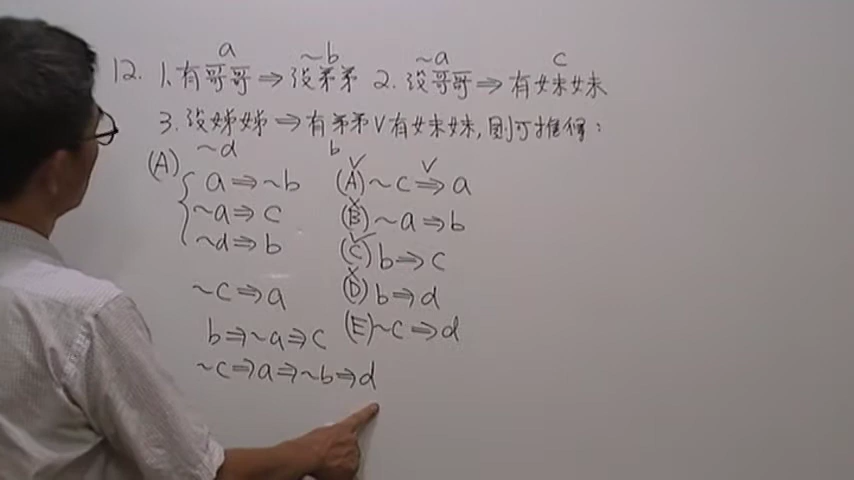 a ~b ~a c
12. 1. 有哥哥 ⇒ 沒弟弟 2. 沒哥哥 ⇒ 有妹妹
3. 沒姊姊 ⇒ 有弟弟 V 有妹妹, 則可推得:
~d b
(A) a ⇒ ~b
~a ⇒ c
~d ⇒ b
~c ⇒ a
b ⇒ ~a ⇒ c
~c ⇒ a ⇒ ~b ⇒ d
(A) ~c ⇒ a
(B) ~a ⇒ b
(C) b ⇒ c
(D) b ⇒ d
(E) ~c ⇒ d